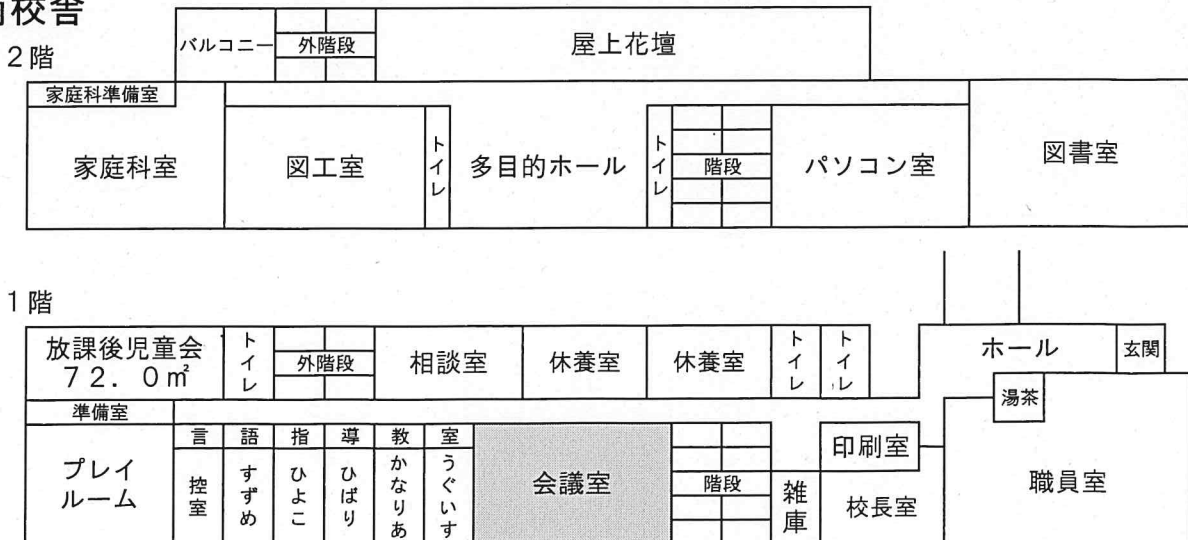 校舎
2階
バルコニー
外階段
屋上花壇
家庭科準備室
家庭科室
図工室
トイレ
多目的ホール
トイレ
階段
パソコン室
図書室
1階
放課後児童会
72.0㎡
トイレ
外階段
相談室
休養室
休養室
トイレ
トイレ
ホール
玄関
湯茶
準備室
プレイ
ルーム
言語指導教室
控室
すずめ
ひよこ
ひばり
かなりあ
うぐいす
会議室
階段
雑庫
印刷室
校長室
職員室